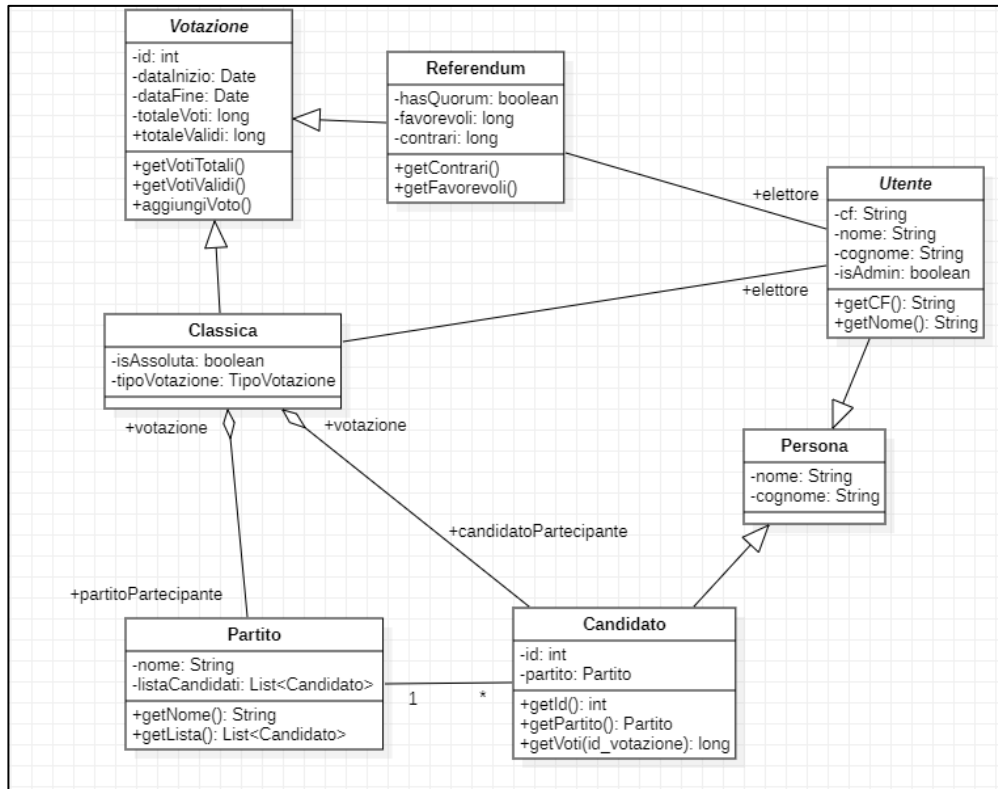 Votazione
-id: int
-dataInizio: Date
-dataFine: Date
-totaleVoti: long
+totaleValidi: long
+getVotiTotali()
+getVotiValidi()
+aggiungiVoto()
Referendum
-hasQuorum: boolean
-favorevoli: long
-contrari: long
+getContrari()
+getFavorevoli()
+elettore
Utente
-cf: String
-nome: String
-cognome: String
-isAdmin: boolean
+getCF(): String
+getNome(): String
+elettore
Classica
-isAssoluta: boolean
-tipoVotazione: TipoVotazione
+votazione
+votazione
Persona
-nome: String
-cognome: String
+candidatoPartecipante
+partitoPartecipante
Partito
-nome: String
-listaCandidati: List<Candidato>
+getNome(): String
+getLista(): List<Candidato>
1
*
Candidato
-id: int
-partito: Partito
+getId(): int
+getPartito(): Partito
+getVoti(id_votazione): long